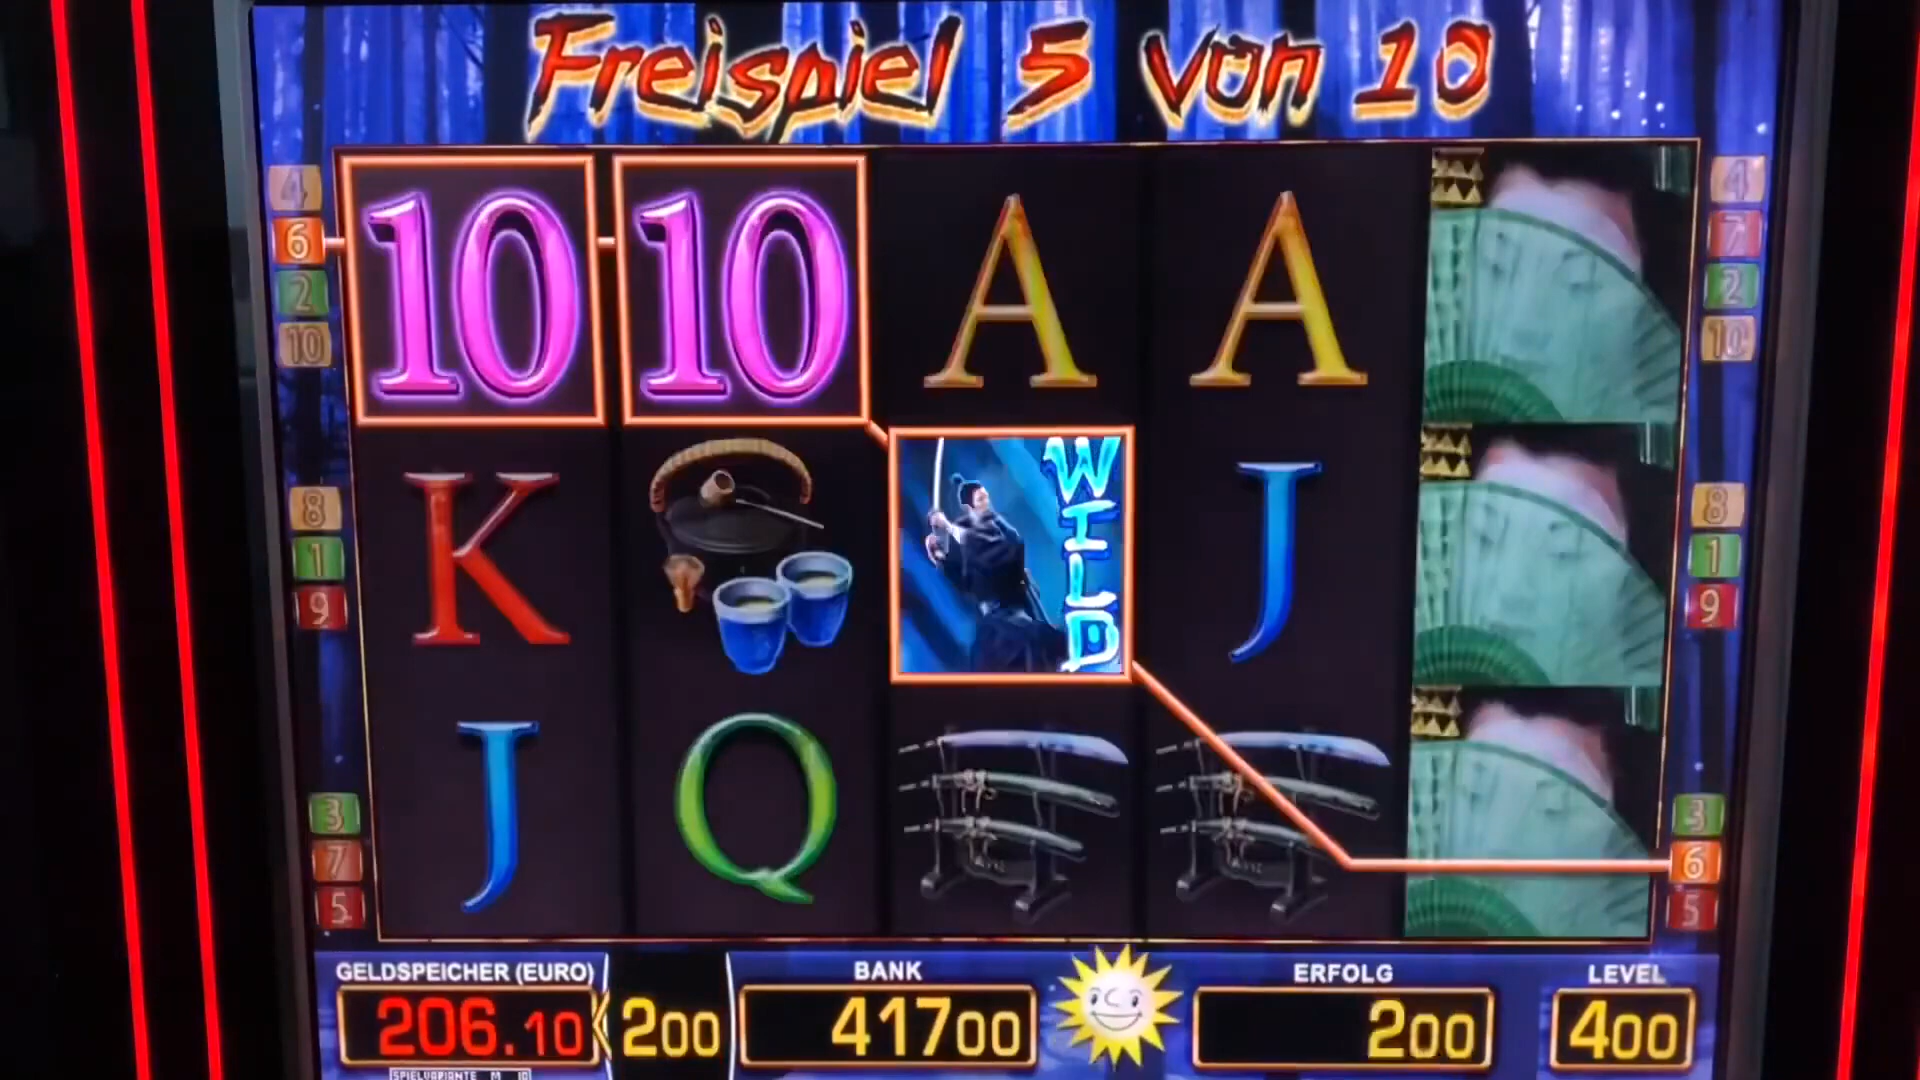 Freispiel 5 von 10
4 4
6 7
2 2
10 10
10 10 A A
8 8
1 1
9 9
K WILD J
3 3
7 6
5 5
J Q
GELDSPEICHER (EURO) BANK ERFOLG LEVEL
206.10 200 41700 200 400
SPIELVARIANTE M 10